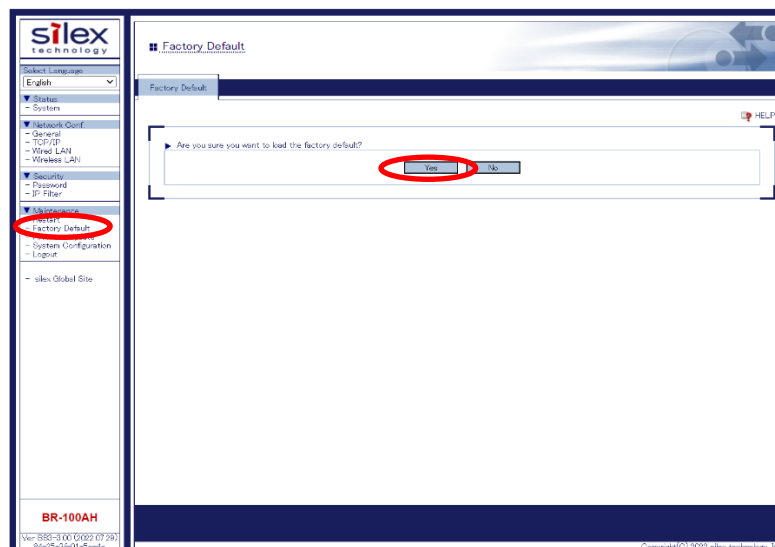 silex
technology
Select Language
English
▼ Status
- System
▼ Network Conf.
- General
- TCP/IP
- Wired LAN
- Wireless LAN
▼ Security
- Password
- IP Filter
▼ Maintenance
- Restart
- Factory Default
- System Configuration
- Logout
- silex Global Site
BR-100AH
Factory Default
Factory Default
HELP
Are you sure you want to load the factory default?
Yes No